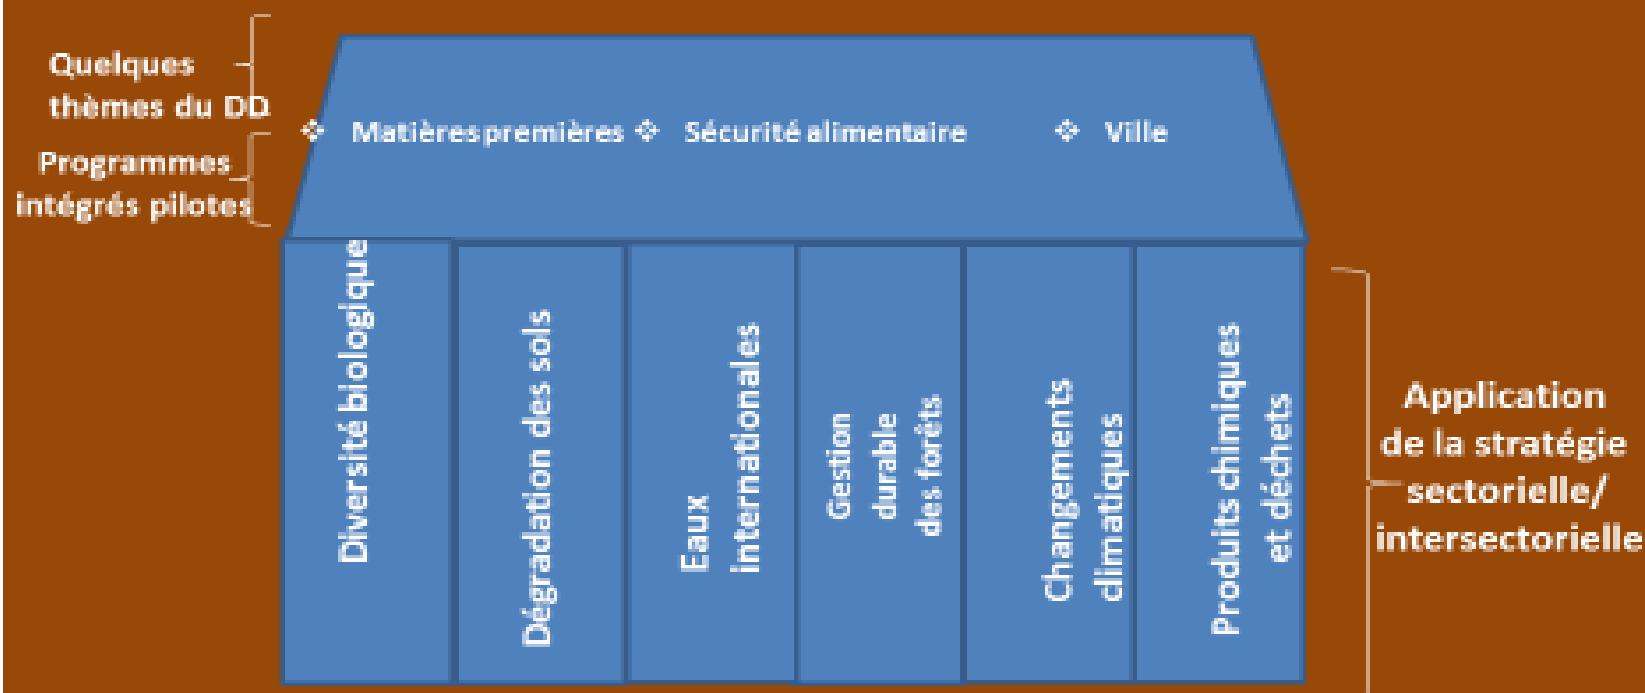 Quelques
thèmes du DD
Programmes
intégrés pilotes
❖ Matières premières ❖ Sécurité alimentaire ❖ Ville
Diversité biologique
Dégradation des sols
Eaux
internationales
Gestion
durable
des forêts
Changements
climatiques
Produits chimiques
et déchets
Application
de la stratégie
sectorielle/
intersectorielle